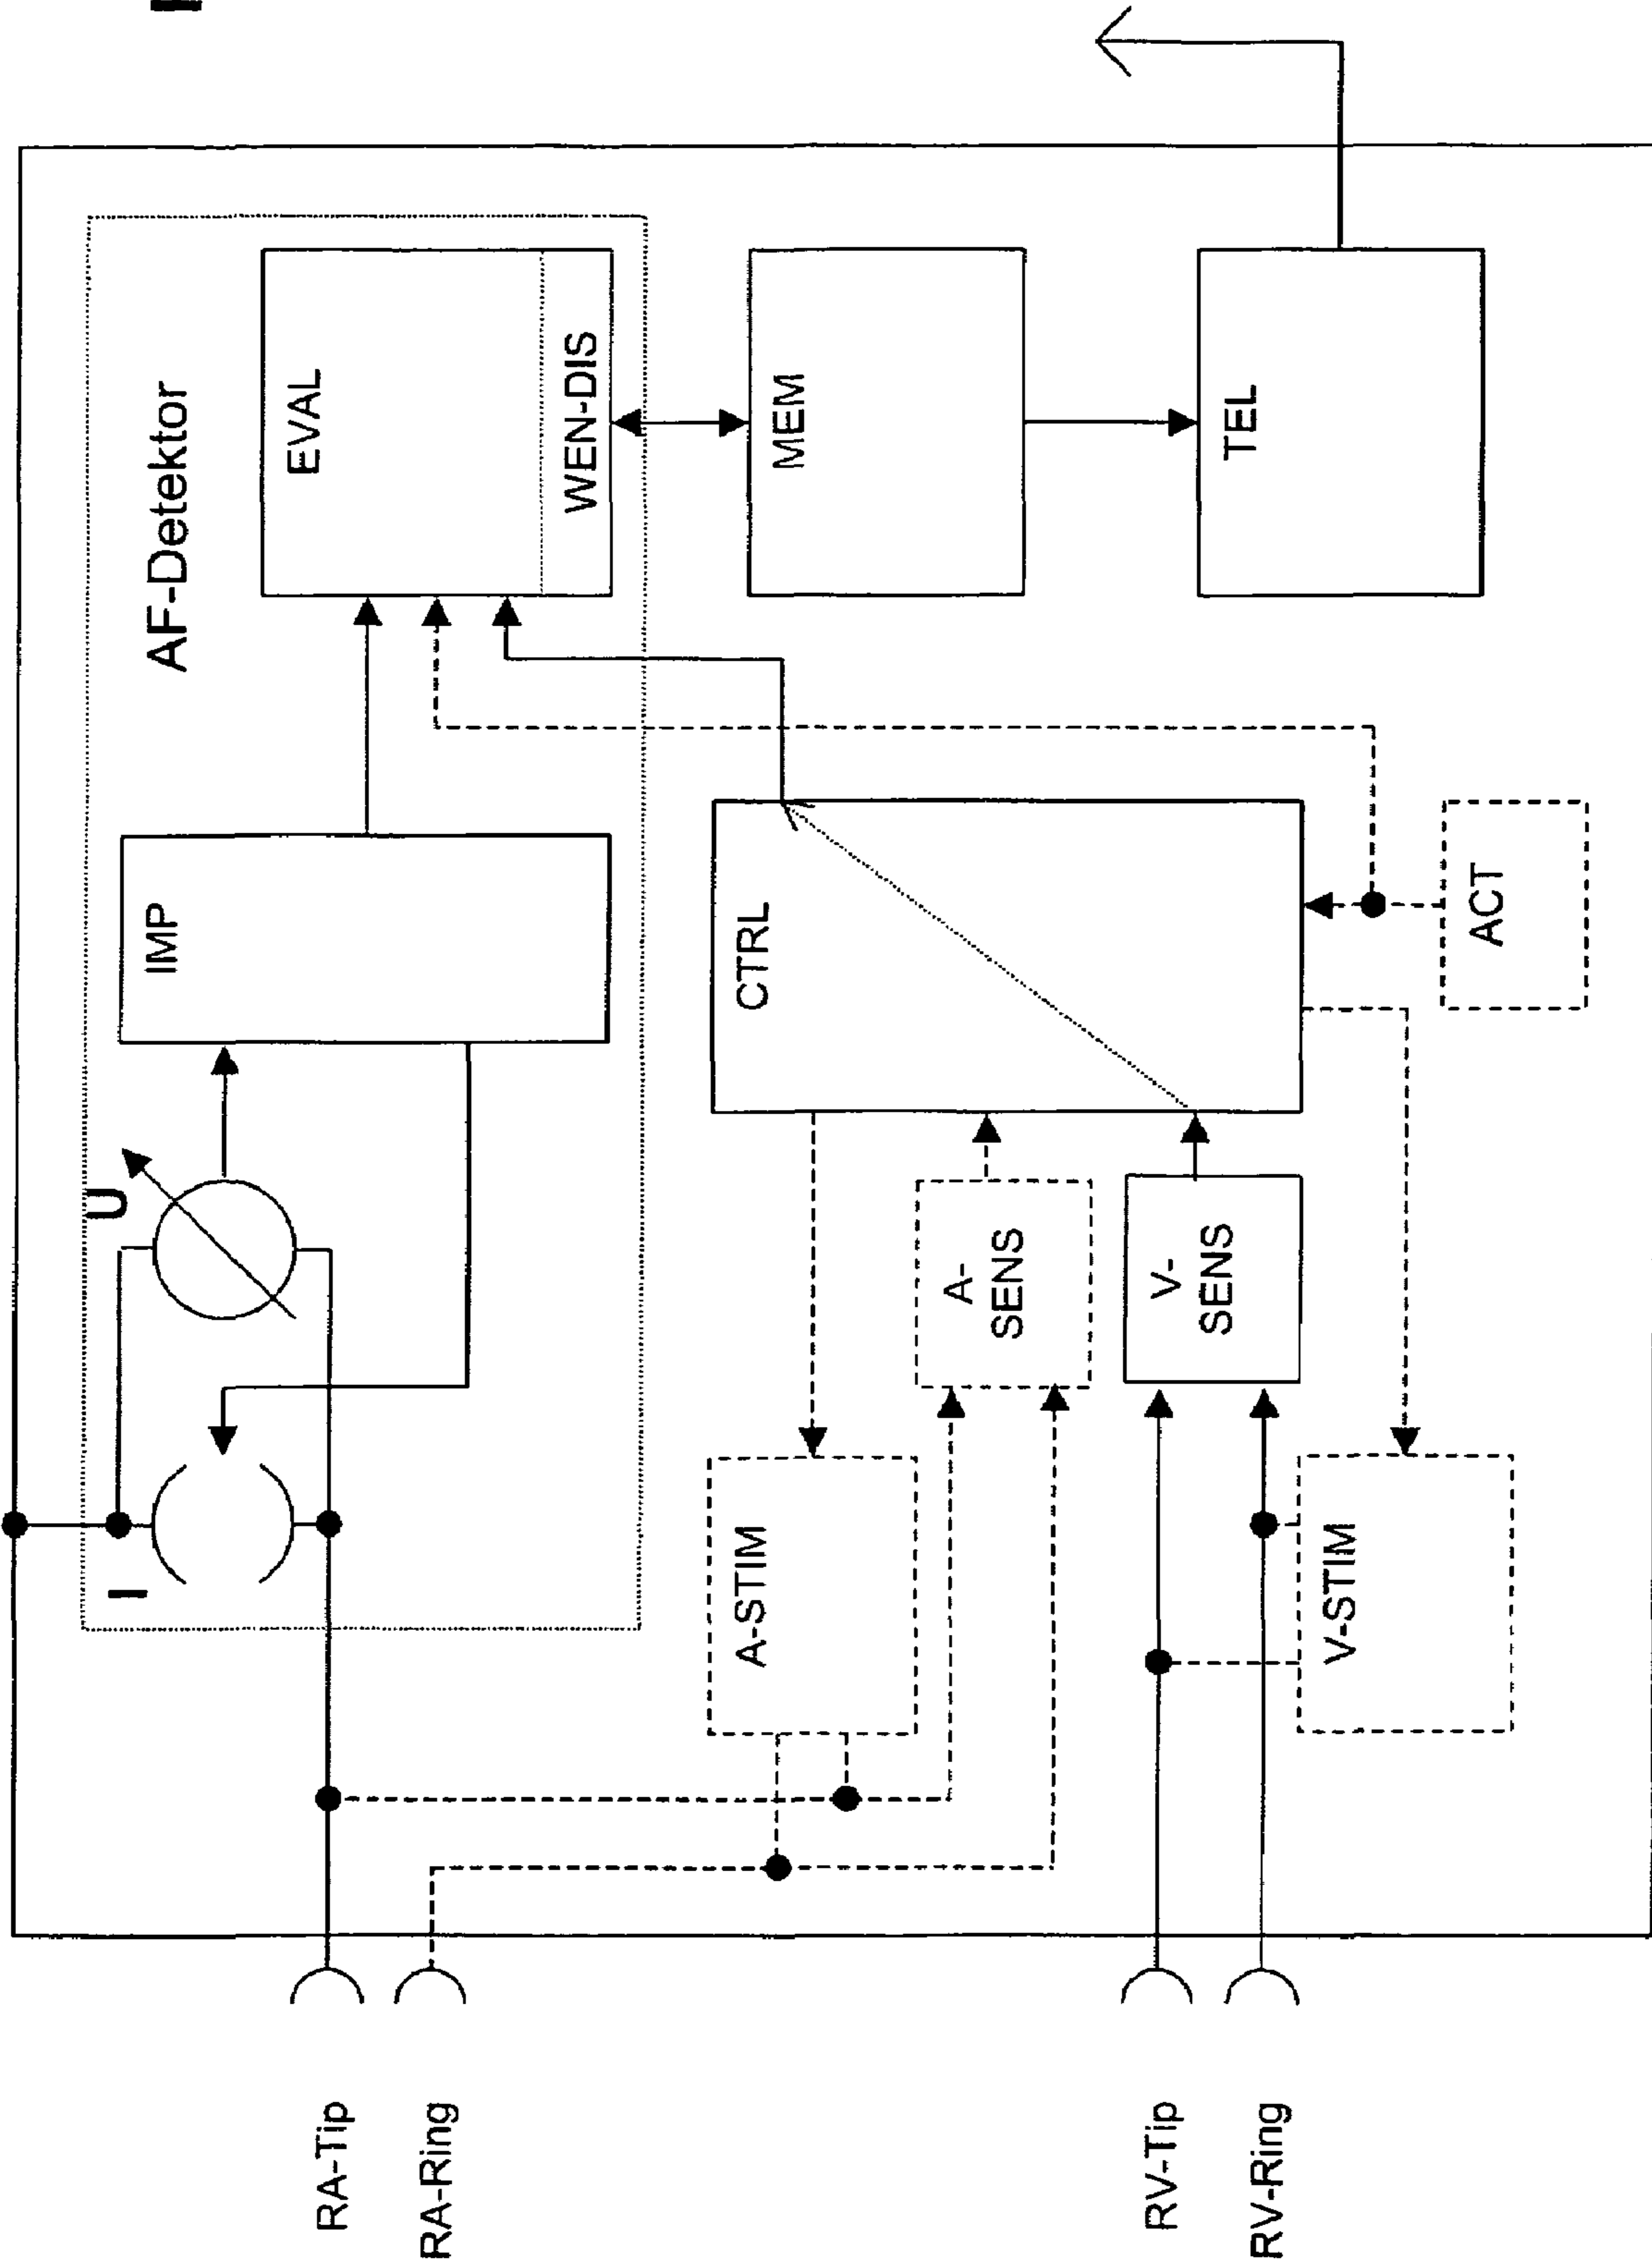 I
U
IMP
AF-Detektor
EVAL
RA-Tip
RA-Ring
WEN-DIS
A-STIM
CTRL
MEM
A-
SENS
RV-Tip
V-
SENS
TEL
RV-Ring
V-STIM
ACT